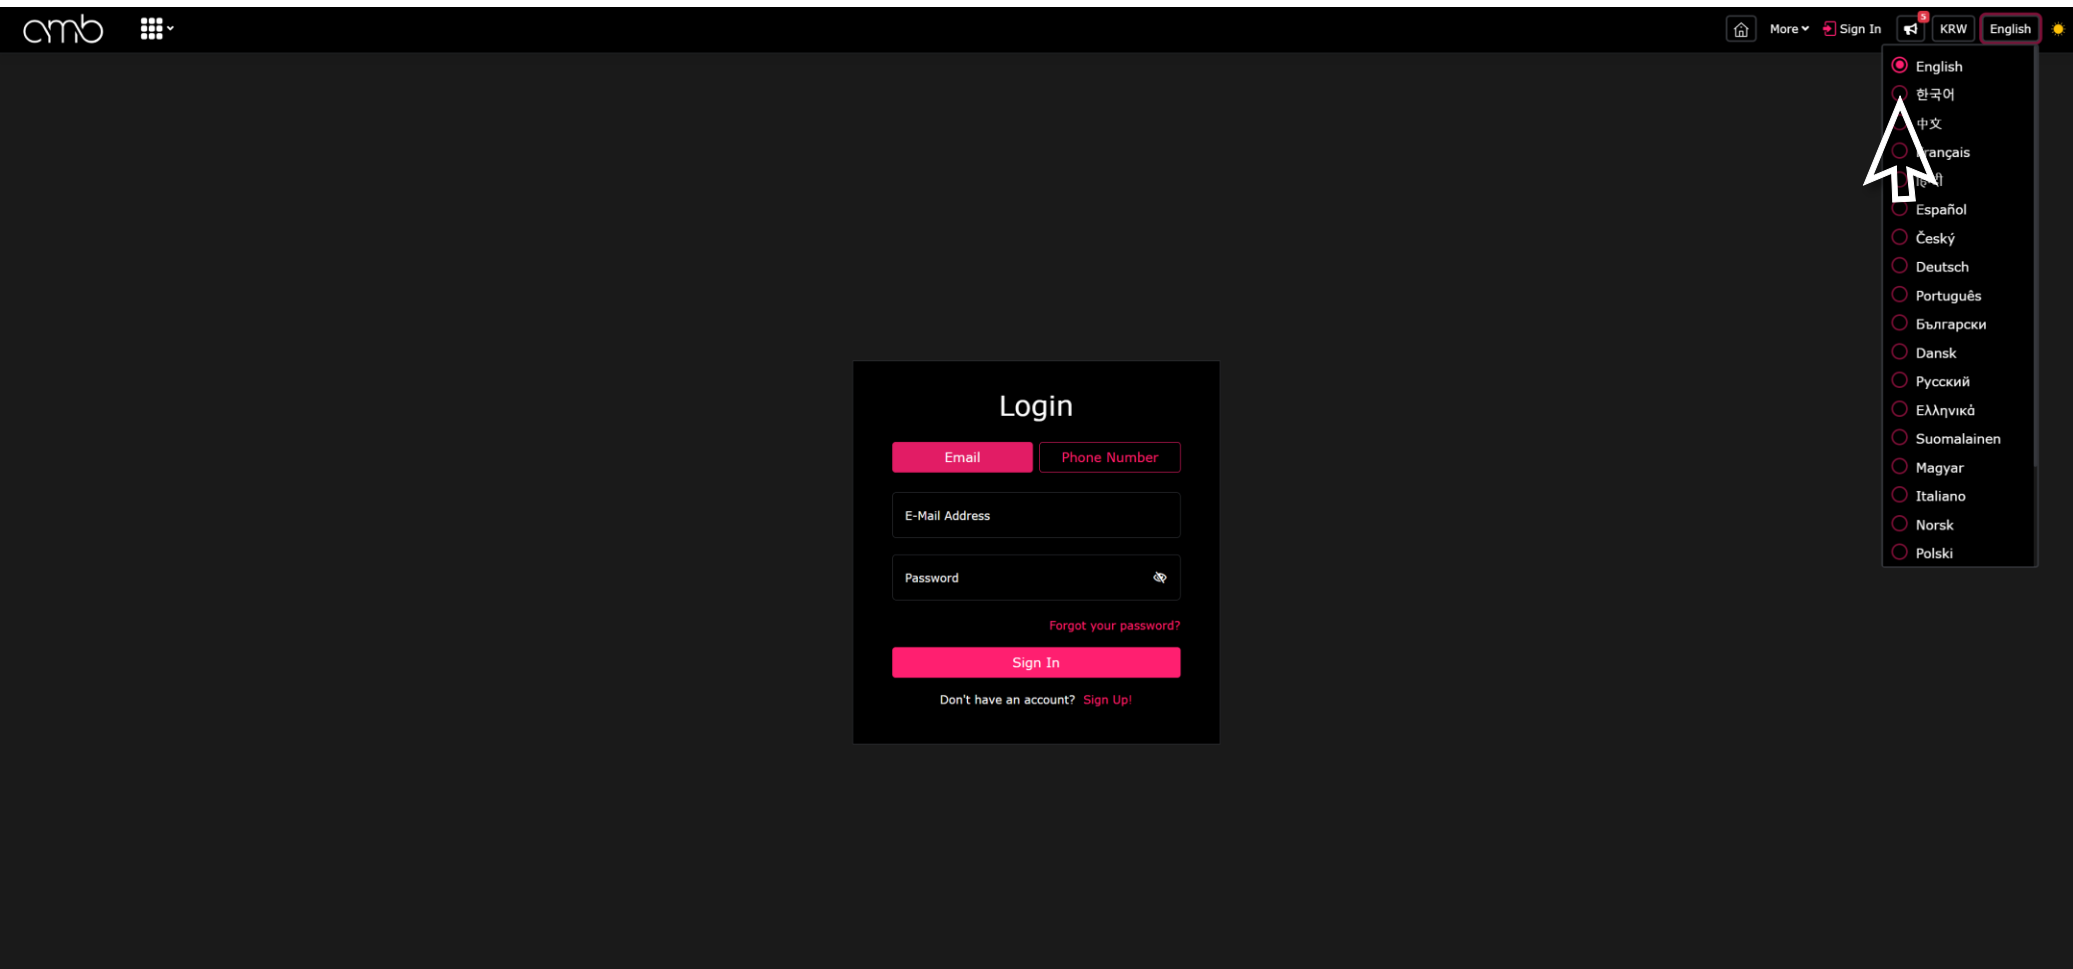 amb
More
Sign In
5
KRW
English
English
한국어
中文
Français
Español
Český
Deutsch
Português
Български
Dansk
Русский
Ελληνικά
Suomalainen
Magyar
Italiano
Norsk
Polski
Login
Email
Phone Number
E-Mail Address
Password
Forgot your password?
Sign In
Don't have an account? Sign Up!